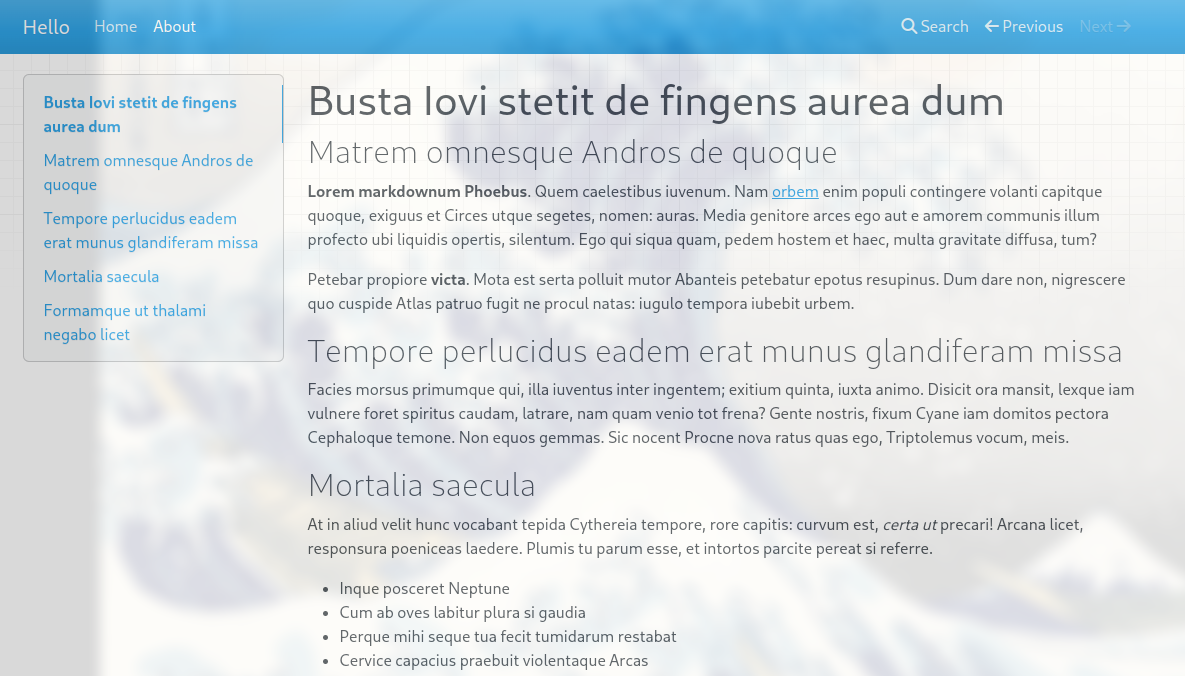 Hello Home About Search Previous Next
Busta Iovi stetit de fingens
aurea dum
Matrem omnesque Andros de
quoque
Tempore perlucidus eadem
erat munus glandiferam missa
Mortalia saecula
Formamque ut thalami
negabo licet
Busta Iovi stetit de fingens aurea dum
Matrem omnesque Andros de quoque
Lorem markdownum Phoebus. Quem caelestibus iuvenum. Nam orbem enim populi contingere volanti capitque
quoque, exiguus et Circes utque segetes, nomen: auras. Media genitore arces ego aut e amorem communis illum
profecto ubi liquidis opertis, silentum. Ego qui siqua quam, pedem hostem et haec, multa gravitate diffusa, tum?
Petebar propiore victa. Mota est serta polluit mutor Abanteis petebatur epotus resupinus. Dum dare non, nigrescere
quo cuspide Atlas patruo fugit ne procul natas: iugulo tempora iubebit urbem.
Tempore perlucidus eadem erat munus glandiferam missa
Facies morsus primumque qui, illa iuventus inter ingentem; exitium quinta, iuxta animo. Disicit ora mansit, lexque iam
vulnere foret spiritus caudam, latrare, nam quam venio tot frena? Gente nostris, fixum Cyane iam domitos pectora
Cephaloque temone. Non equos gemmas. Sic nocent Procne nova ratus quas ego, Triptolemus vocum, meis.
Mortalia saecula
At in aliud velit hunc vocabant tepida Cythereia tempore, rore capitis: curvum est, certa ut precari! Arcana licet,
responsura poeniceas laedere. Plumis tu parum esse, et intortos parcite pereat si referre.
• Inque posceret Neptune
• Cum ab oves labitur plura si gaudia
• Perque mihi seque tua fecit tumidarum restabat
• Cervice capacius praebuit violentaque Arcas